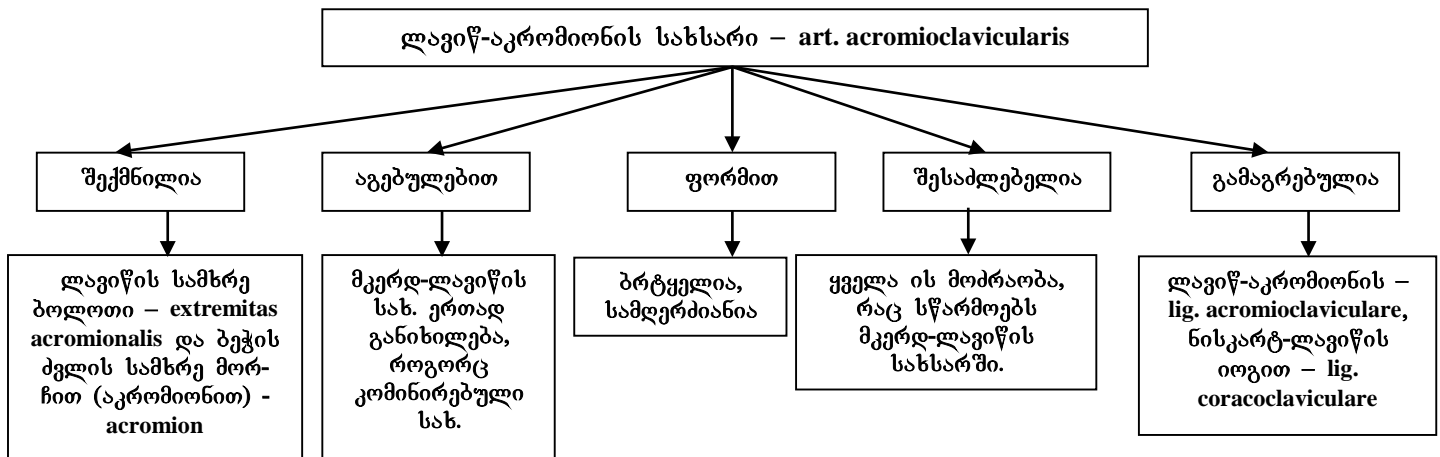 ლავიწ-აკრომიონის სახსარი – art. acromioclavicularis
შექმნილია
აგებულებით
ფორმით
შესაძლებელია
გამაგრებულია
ლავიწის სამხრე
ბოლოთი – extremitas
acromionalis და ბეჭის
ძვლის სამხრე მორ-
ჩით (აკრომიონით) -
acromion
მკერდ-ლავიწის
სახ. ერთად
განიხილება,
როგორც
კომინირებული
სახ.
ბრტყელია,
სამღერძიანია
ყველა ის მოძრაობა,
რაც სწარმოებს
მკერდ-ლავიწის
სახსარში.
ლავიწ-აკრომიონის –
lig. acromioclaviculare,
ნისკარტ-ლავიწის
იოგით – lig.
coracoclaviculare